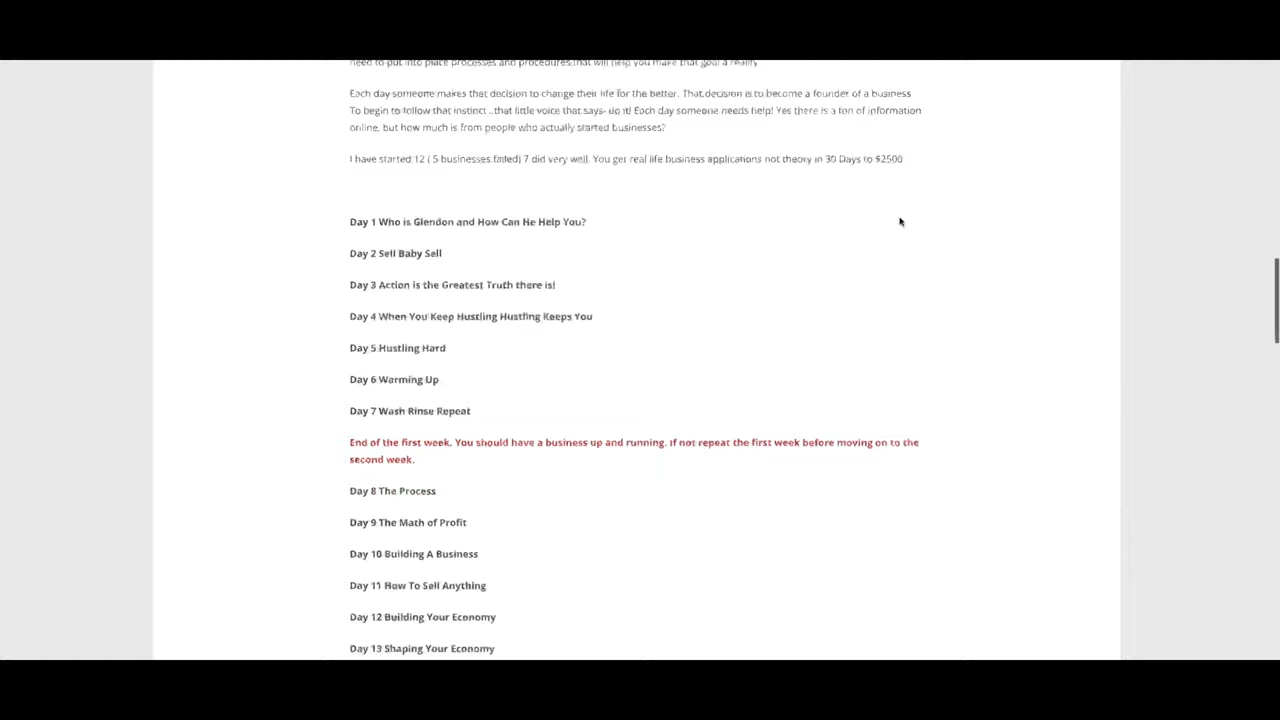 need to put into place processes and procedures that will help you make that goal a reality
Each day someone makes that decision to change their life for the better. That decision is to become a founder of a business
To begin to follow that instinct ..that little voice that says- do it! Each day someone needs help! Yes there is a ton of information
online, but how much is from people who actually started businesses?
I have started 12 ( 5 businesses failed) 7 did very well. You get real life business applications not theory in 30 Days to $2500
Day 1 Who is Glendon and How Can He Help You?
Day 2 Sell Baby Sell
Day 3 Action is the Greatest Truth there is!
Day 4 When You Keep Hustling Hustling Keeps You
Day 5 Hustling Hard
Day 6 Warming Up
Day 7 Wash Rinse Repeat
End of the first week. You should have a business up and running. If not repeat the first week before moving on to the
second week.
Day 8 The Process
Day 9 The Math of Profit
Day 10 Building A Business
Day 11 How To Sell Anything
Day 12 Building Your Economy
Day 13 Shaping Your Economy